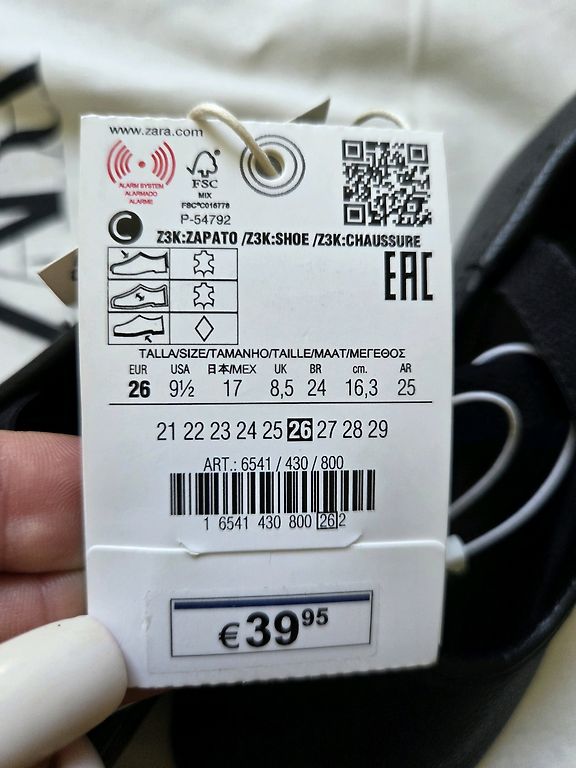 www.zara.com
ALARM SYSTEM
ALARMADO
ALARME
FSC
MIX
FSC®C016778
P-54792
C
Z3K:ZAPATO /Z3K:SHOE /Z3K:CHAUSSURE
EAC
TALLA/SIZE/TAMANHO/TAILLE/MAAT/ΜΕΓΕΘΟΣ
EUR USA 日本/MEX UK BR cm. AR
26 9½ 17 8,5 24 16,3 25
21 22 23 24 25 26 27 28 29
ART.: 6541 / 430 / 800
1 6541 430 800 26 2
€ 39 95